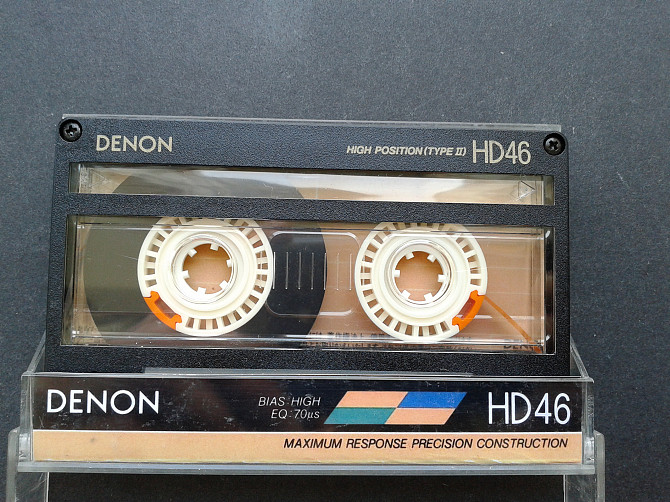 DENON
HIGH POSITION (TYPE II) HD46
DENON
BIAS:HIGH
EQ:70µs
HD46
MAXIMUM RESPONSE PRECISION CONSTRUCTION